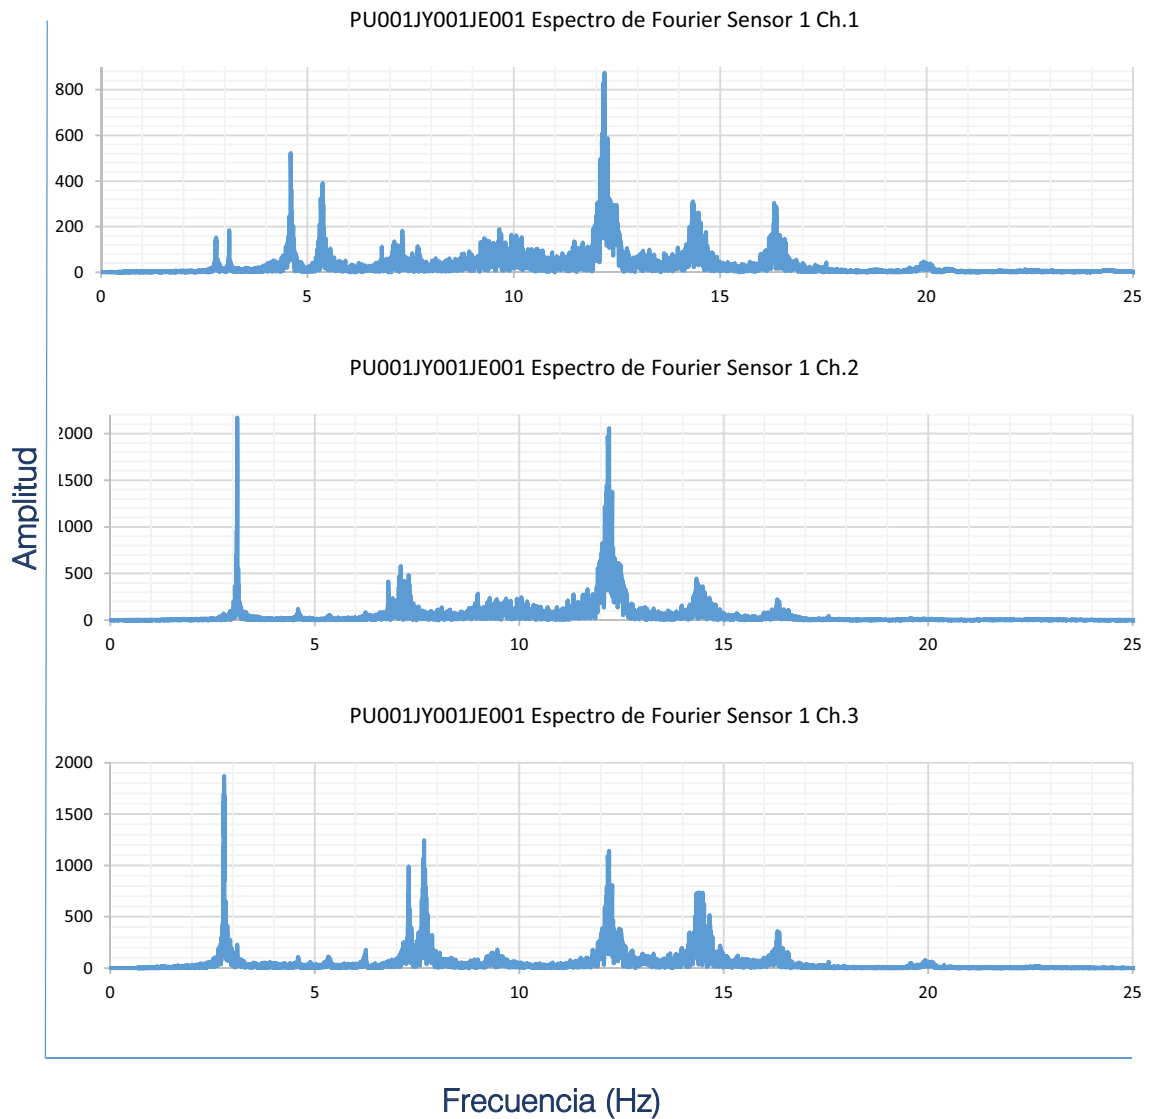 PU001JY001JE001 Espectro de Fourier Sensor 1 Ch.1
800
600
400
200
0
0 5 10 15 20 25
PU001JY001JE001 Espectro de Fourier Sensor 1 Ch.2
2000
1500
1000
500
0
0 5 10 15 20 25
PU001JY001JE001 Espectro de Fourier Sensor 1 Ch.3
2000
1500
1000
500
0
0 5 10 15 20 25
Amplitud
Frecuencia (Hz)